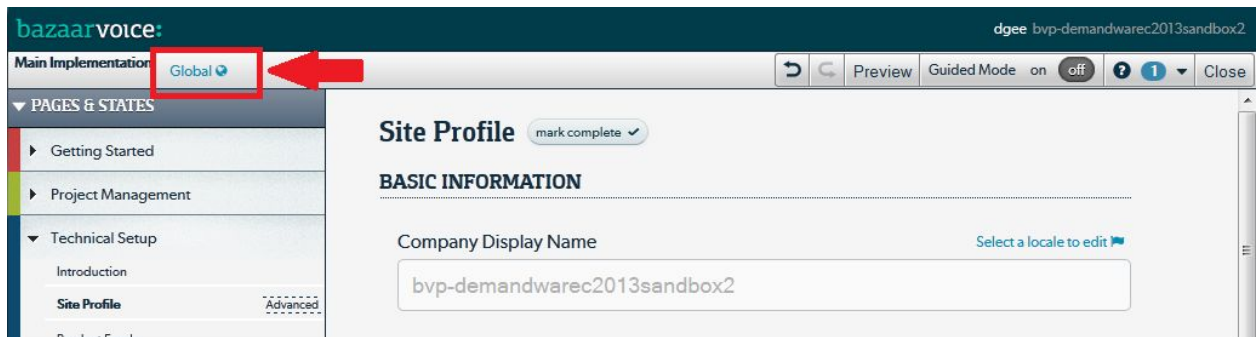 bazaarvoice:
dgee bvp-demandwarec2013sandbox2
Main Implementation Global Preview Guided Mode on off ? 1 Close
PAGES & STATES
Site Profile mark complete
Getting Started
BASIC INFORMATION
Project Management
Technical Setup
Company Display Name Select a locale to edit
Introduction
bvp-demandwarec2013sandbox2
Site Profile Advanced